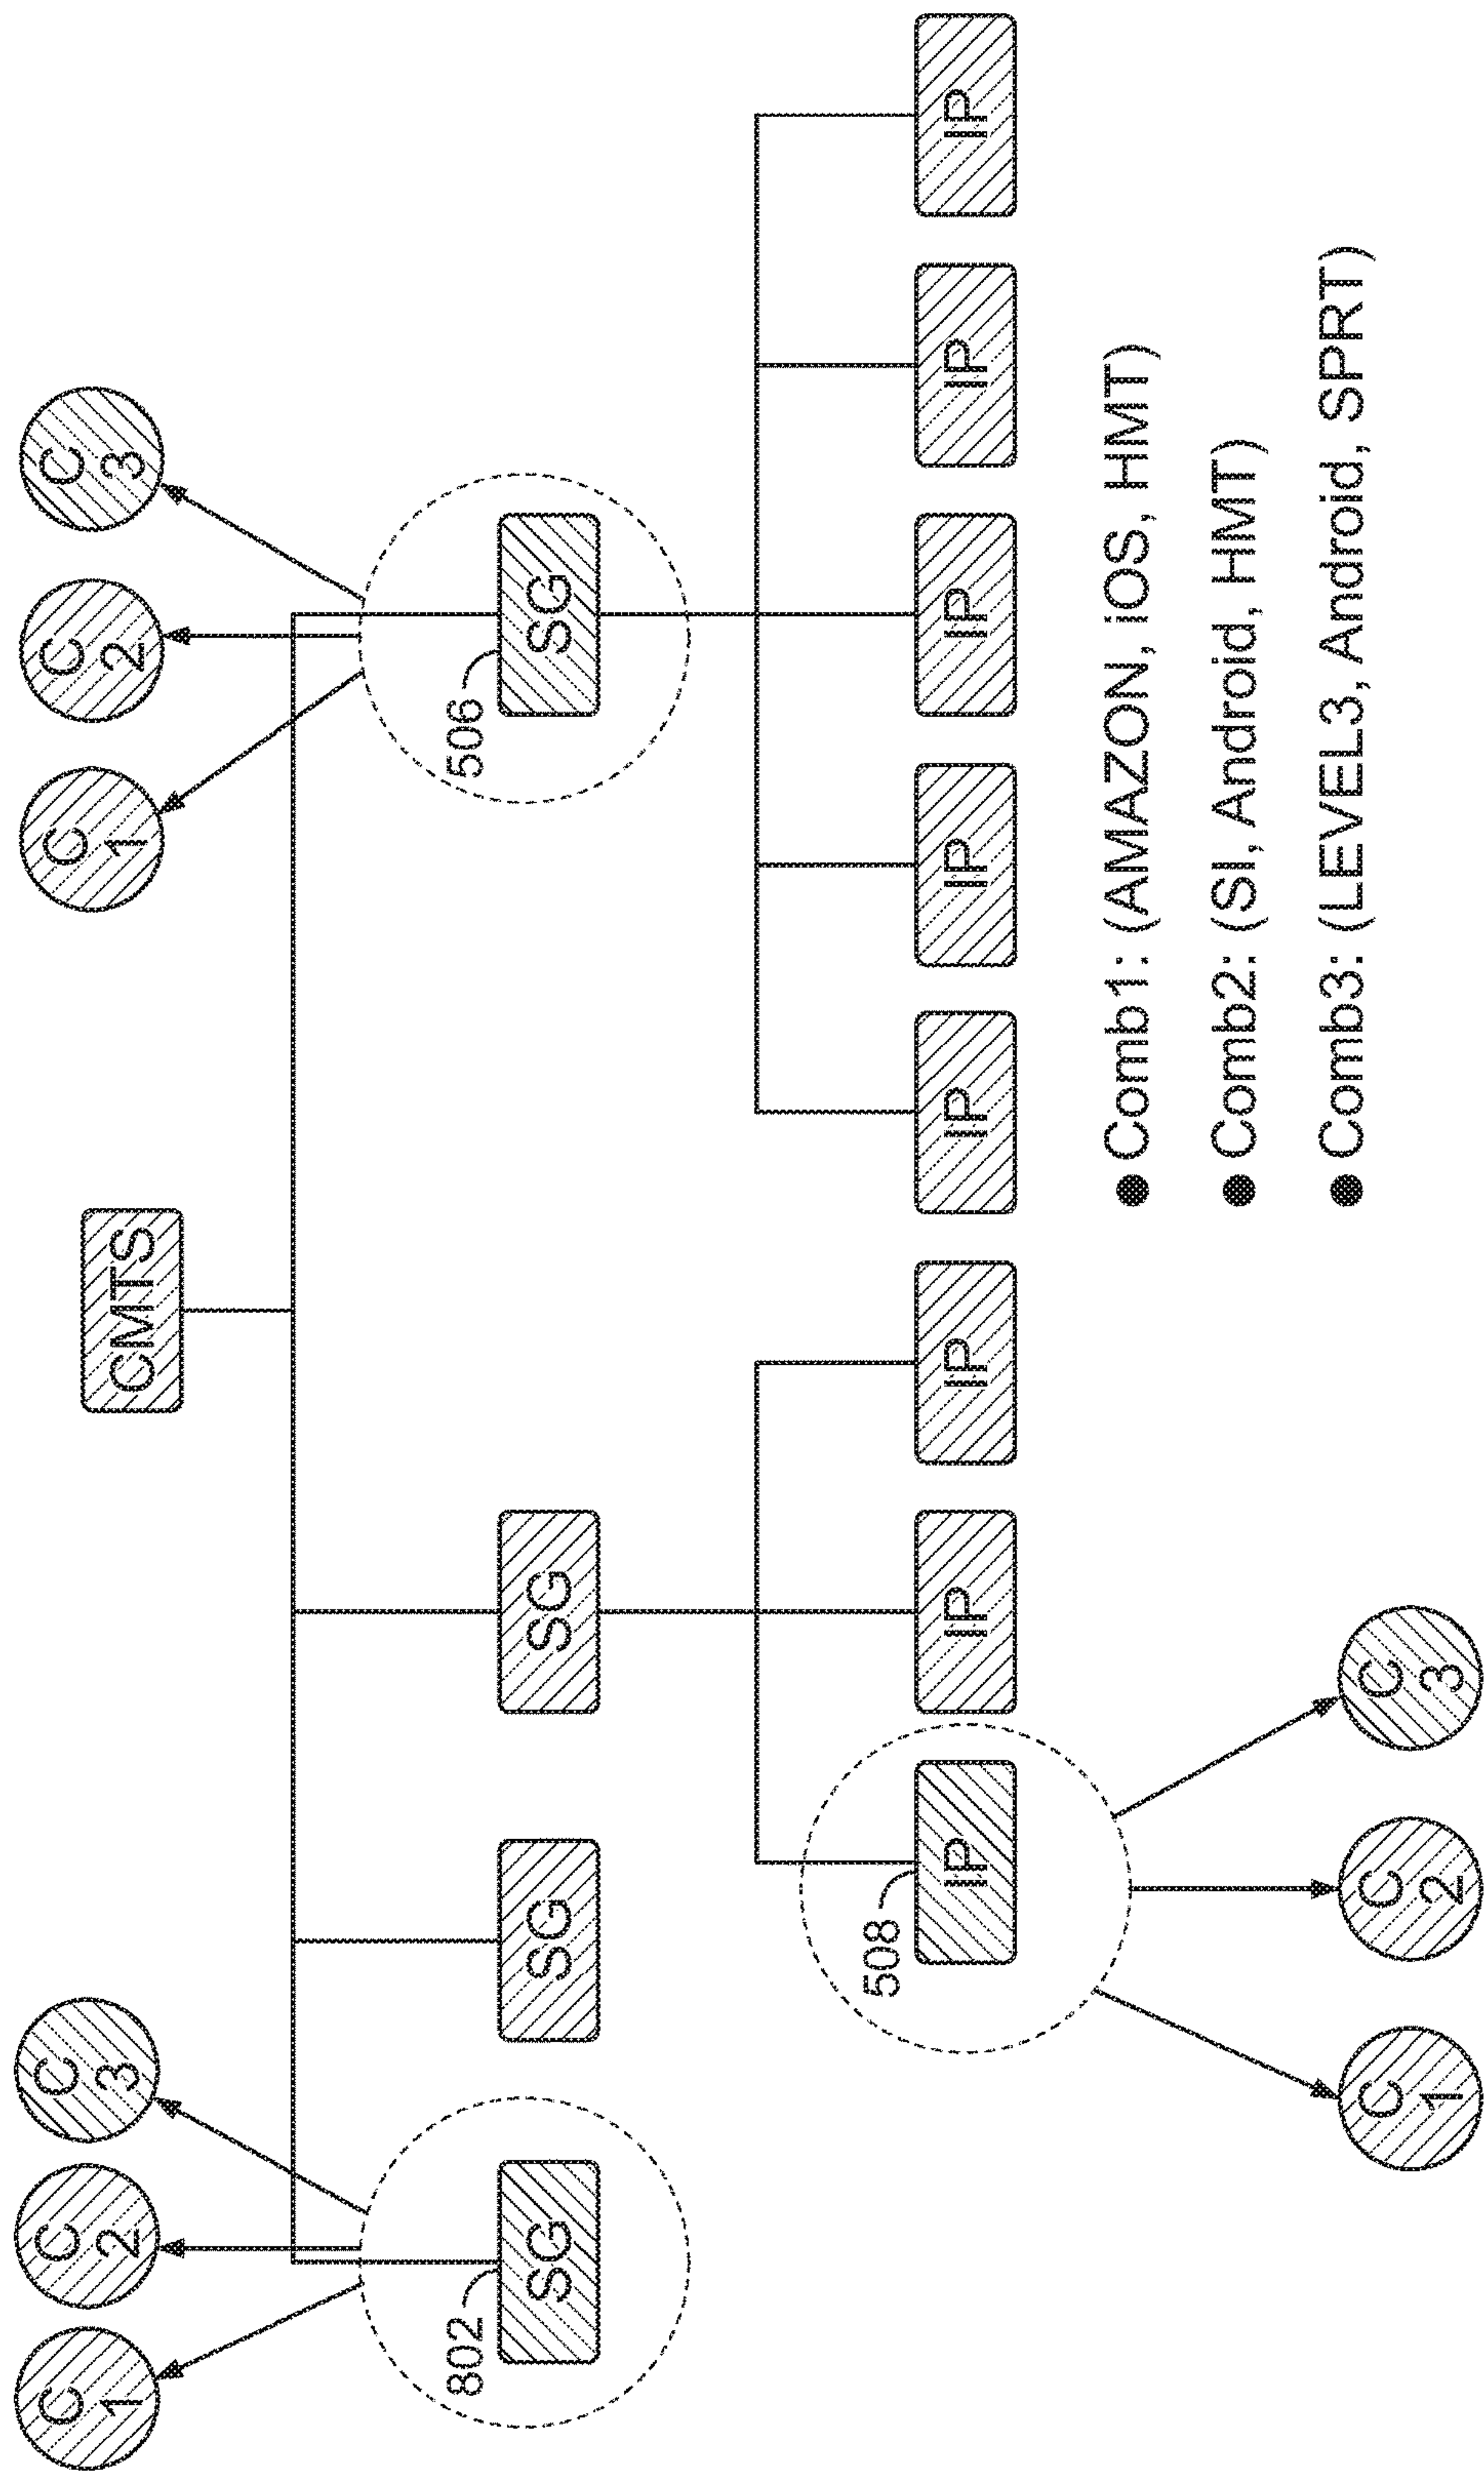 CMTS
C 1
C 2
C 3
C 1
C 2
C 3
802
SG
SG
SG
506
SG
508
IP
IP
IP
IP
IP
IP
IP
IP
C 1
C 2
C 3
● Comb1: (AMAZON, iOS, HMT)
● Comb2: (SI, Android, HMT)
● Comb3: (LEVEL3, Android, SPRT)